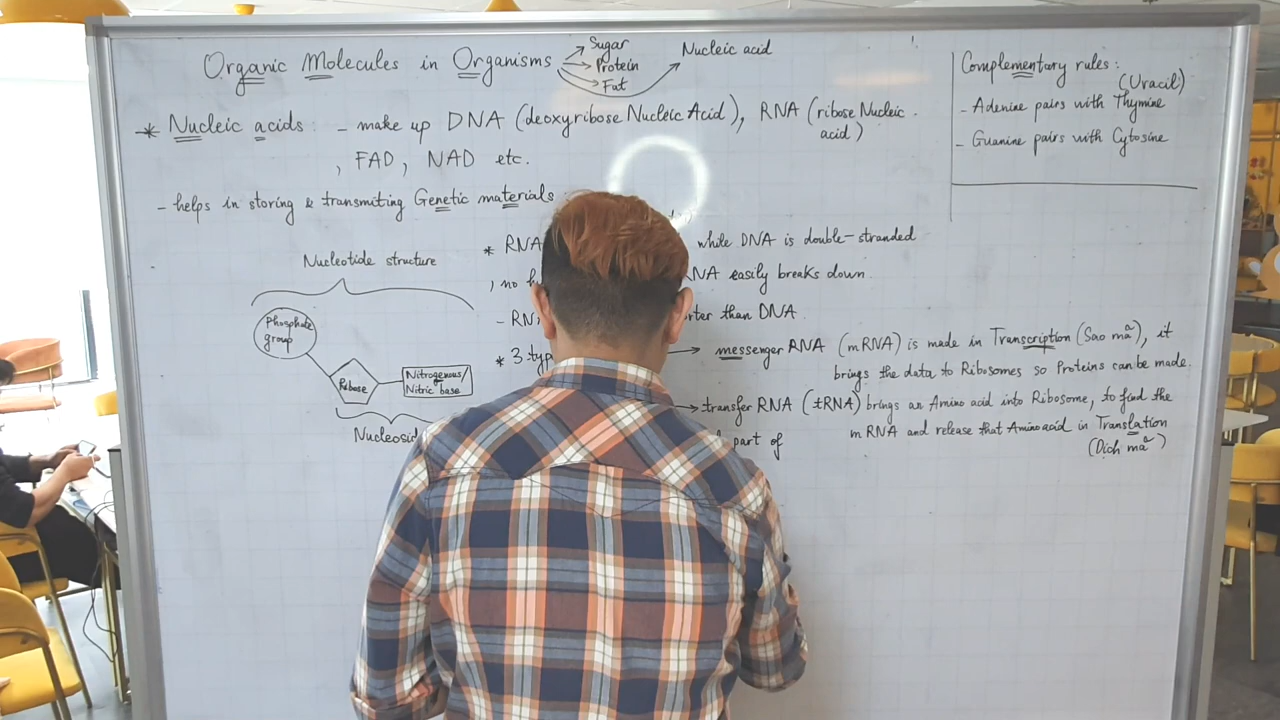 Organic Molecules in Organisms
Sugar
Protein
Fat
Nucleic acid
Complementary rules:
(Uracil)
- Adenine pairs with Thymine
- Guanine pairs with Cytosine
* Nucleic acids: - make up DNA (deoxyribose Nucleic Acid), RNA (ribose Nucleic
acid)
, FAD, NAD etc.
- helps in storing & transmiting Genetic materials
* RNA while DNA is double-stranded
, no easily breaks down
than DNA
Nucleotide structure
Phosphate
group
Ribose
Nitrogenous/
Nitric base
* 3 → messenger RNA (mRNA) is made in Transcription (Sao mã), it
brings the data to Ribosomes so Proteins can be made.
→ transfer RNA (tRNA) brings an Amino acid into Ribosome, to find the
mRNA and release that Amino acid in Translation
(Dịch mã)
part of